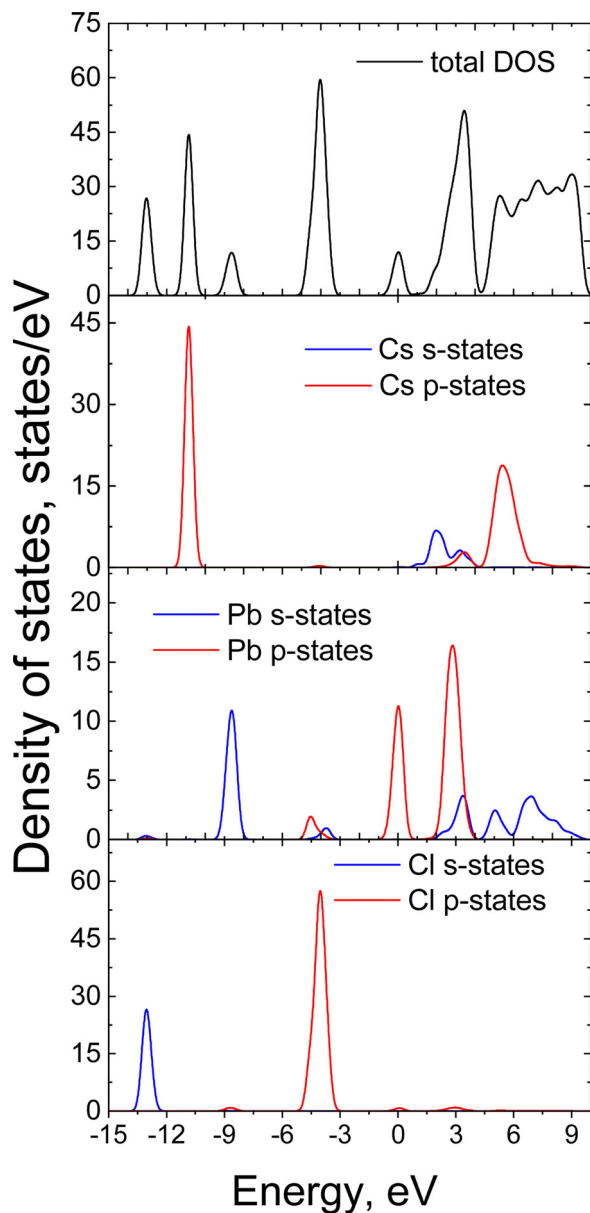 Density of states, states/eV
75
60
45
30
15
0
total DOS
45
30
15
0
Cs s-states
Cs p-states
20
15
10
5
0
Pb s-states
Pb p-states
60
45
30
15
0
Cl s-states
Cl p-states
-15 -12 -9 -6 -3 0 3 6 9
Energy, eV